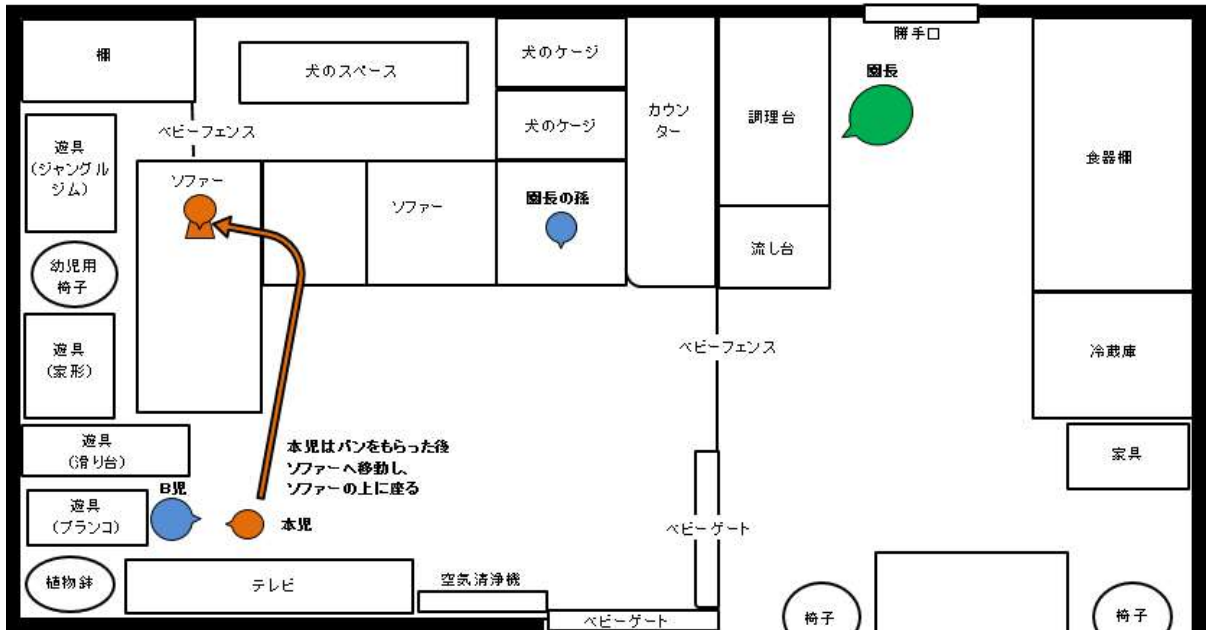 勝手口
棚
犬のスペース
犬のケージ
犬のケージ
カウン
ター
調理台
園長
食器棚
ベビーフェンス
遊具
(ジャングル
ジム)
ソファー
ソファー
園長の孫
流し台
幼児用
椅子
遊具
(家形)
ベビーフェンス
冷蔵庫
遊具
(滑り台)
本児はパンをもらった後
ソファーへ移動し、
ソファーの上に座る
家具
B児
遊具
(ブランコ)
本児
ベビーゲート
植物鉢
テレビ
空気清浄機
ベビーゲート
椅子
椅子